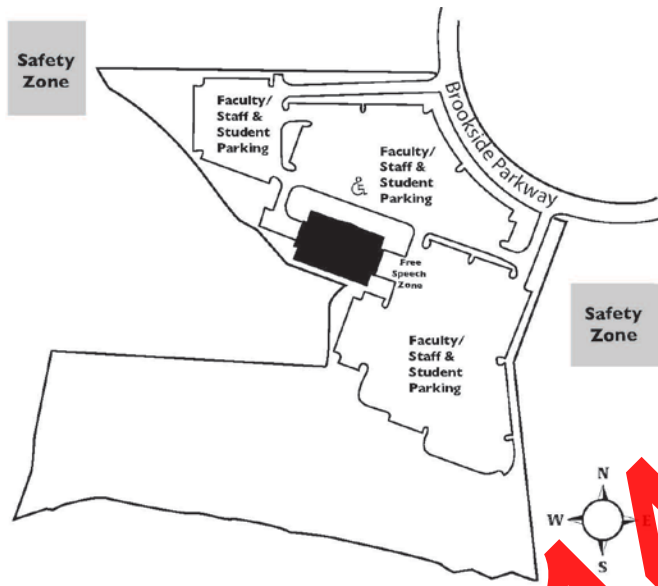 Safety
Zone
Faculty/
Staff &
Student
Parking
Brookside Parkway
Faculty/
Staff &
Student
Parking
Free
Speech
Zone
Safety
Zone
Faculty/
Staff &
Student
Parking
N
W
E
S